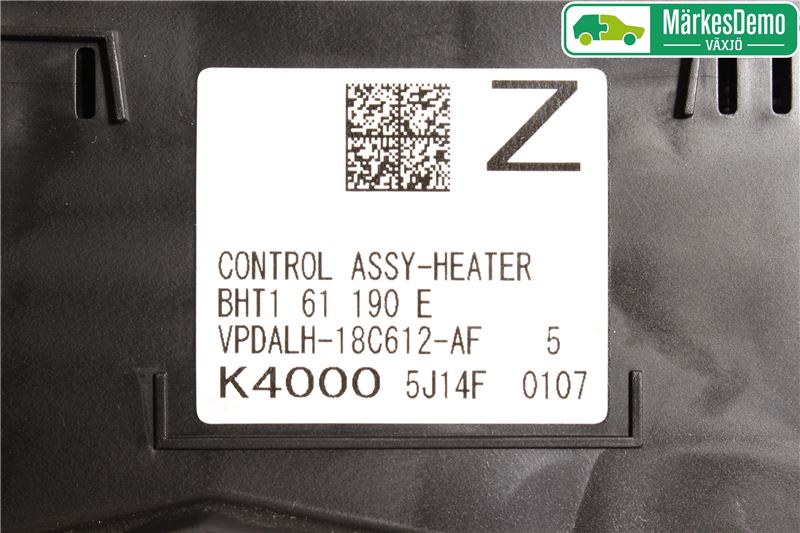 MärkesDemo
VÄXJÖ
Z
CONTROL ASSY-HEATER
BHT1 61 190 E
VPDALH-18C612-AF 5
K4000 5J14F 0107